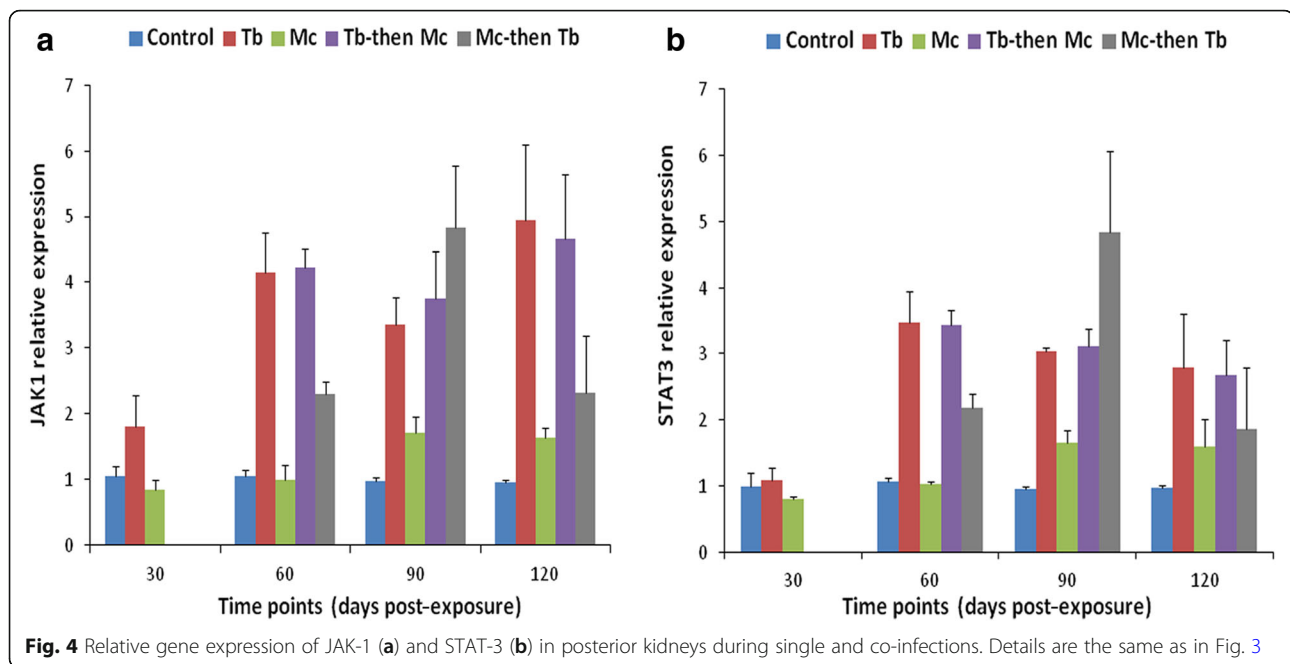 a
Control Tb Mc Tb-then Mc Mc-then Tb
7
6
5
4
3
2
1
0
JAK1 relative expression
30 60 90 120
Time points (days post-exposure)
b
Control Tb Mc Tb-then Mc Mc-then Tb
7
6
5
4
3
2
1
0
STAT3 relative expression
30 60 90 120
Time points (days post-exposure)
Fig. 4 Relative gene expression of JAK-1 (a) and STAT-3 (b) in posterior kidneys during single and co-infections. Details are the same as in Fig. 3